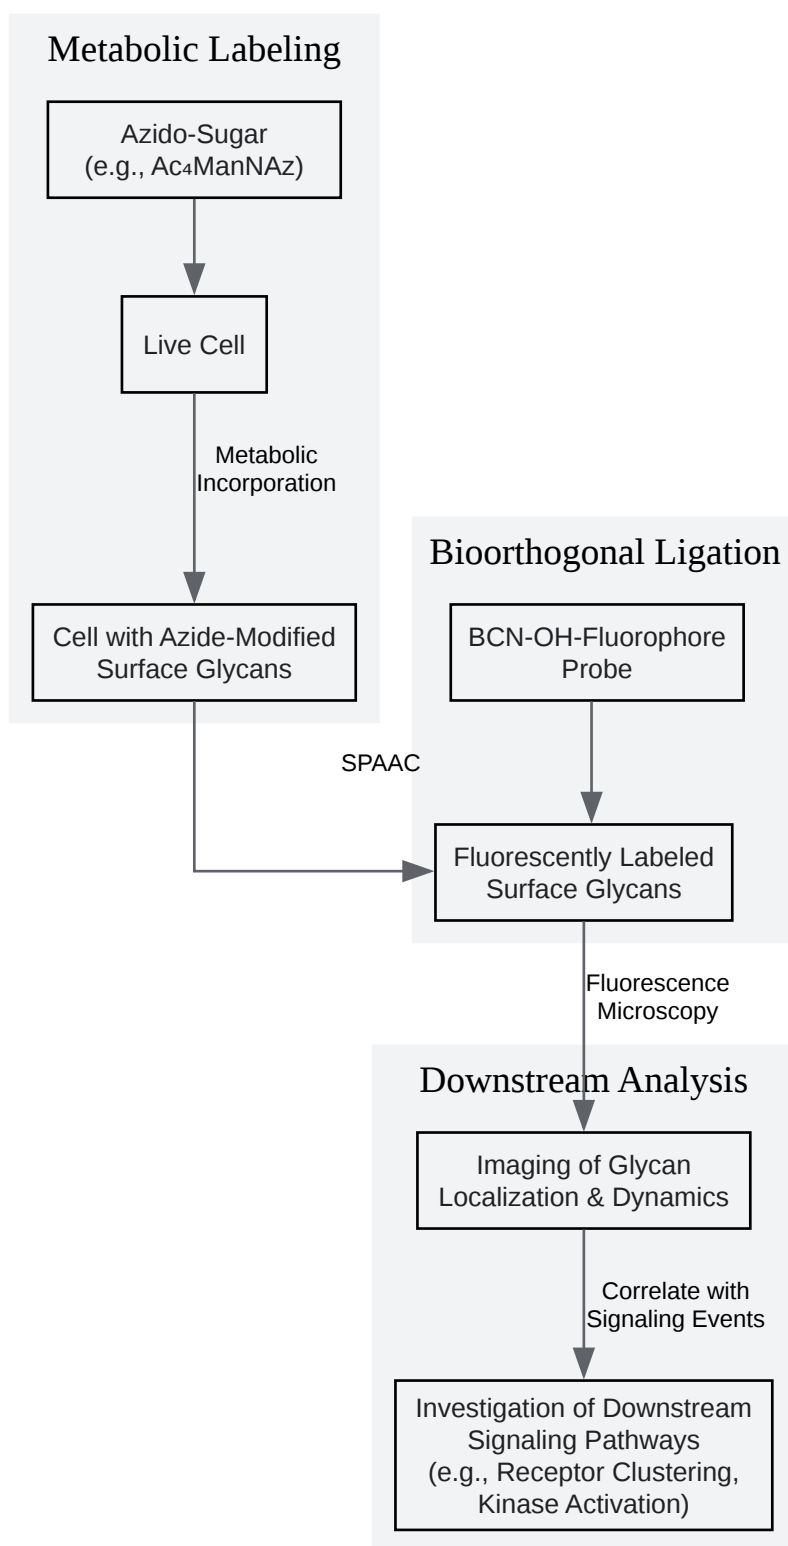 Metabolic Labeling
Azido-Sugar
(e.g., Ac₄ManNAz)
Live Cell
Metabolic
Incorporation
Cell with Azide-Modified
Surface Glycans
Bioorthogonal Ligation
BCN-OH-Fluorophore
Probe
SPAAC
Fluorescently Labeled
Surface Glycans
Fluorescence
Microscopy
Downstream Analysis
Imaging of Glycan
Localization & Dynamics
Correlate with
Signaling Events
Investigation of Downstream
Signaling Pathways
(e.g., Receptor Clustering,
Kinase Activation)